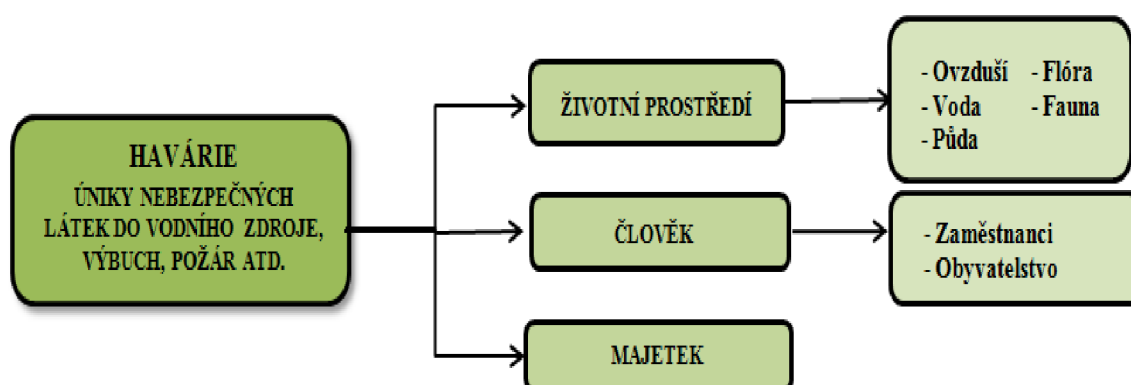 HAVÁRIE
ÚNIKY NEBEZPEČNÝCH
LÁTEK DO VODNÍHO ZDROJE,
VÝBUCH, POŽÁR ATD.
ŽIVOTNÍ PROSTŘEDÍ
- Ovzduší - Flóra
- Voda - Fauna
- Půda
ČLOVĚK
- Zaměstnanci
- Obyvatelstvo
MAJETEK